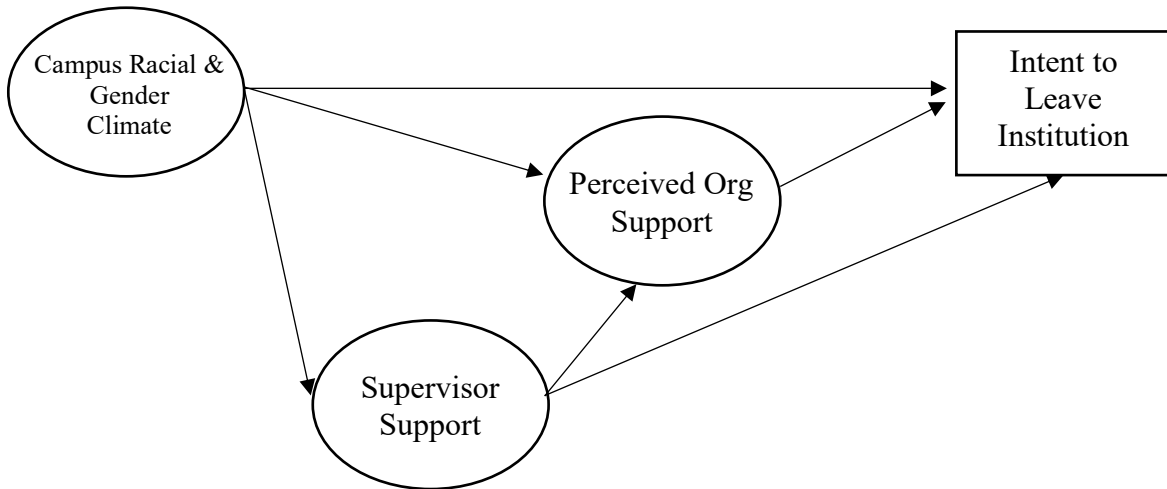 Campus Racial &
Gender
Climate
Intent to
Leave
Institution
Perceived Org
Support
Supervisor
Support